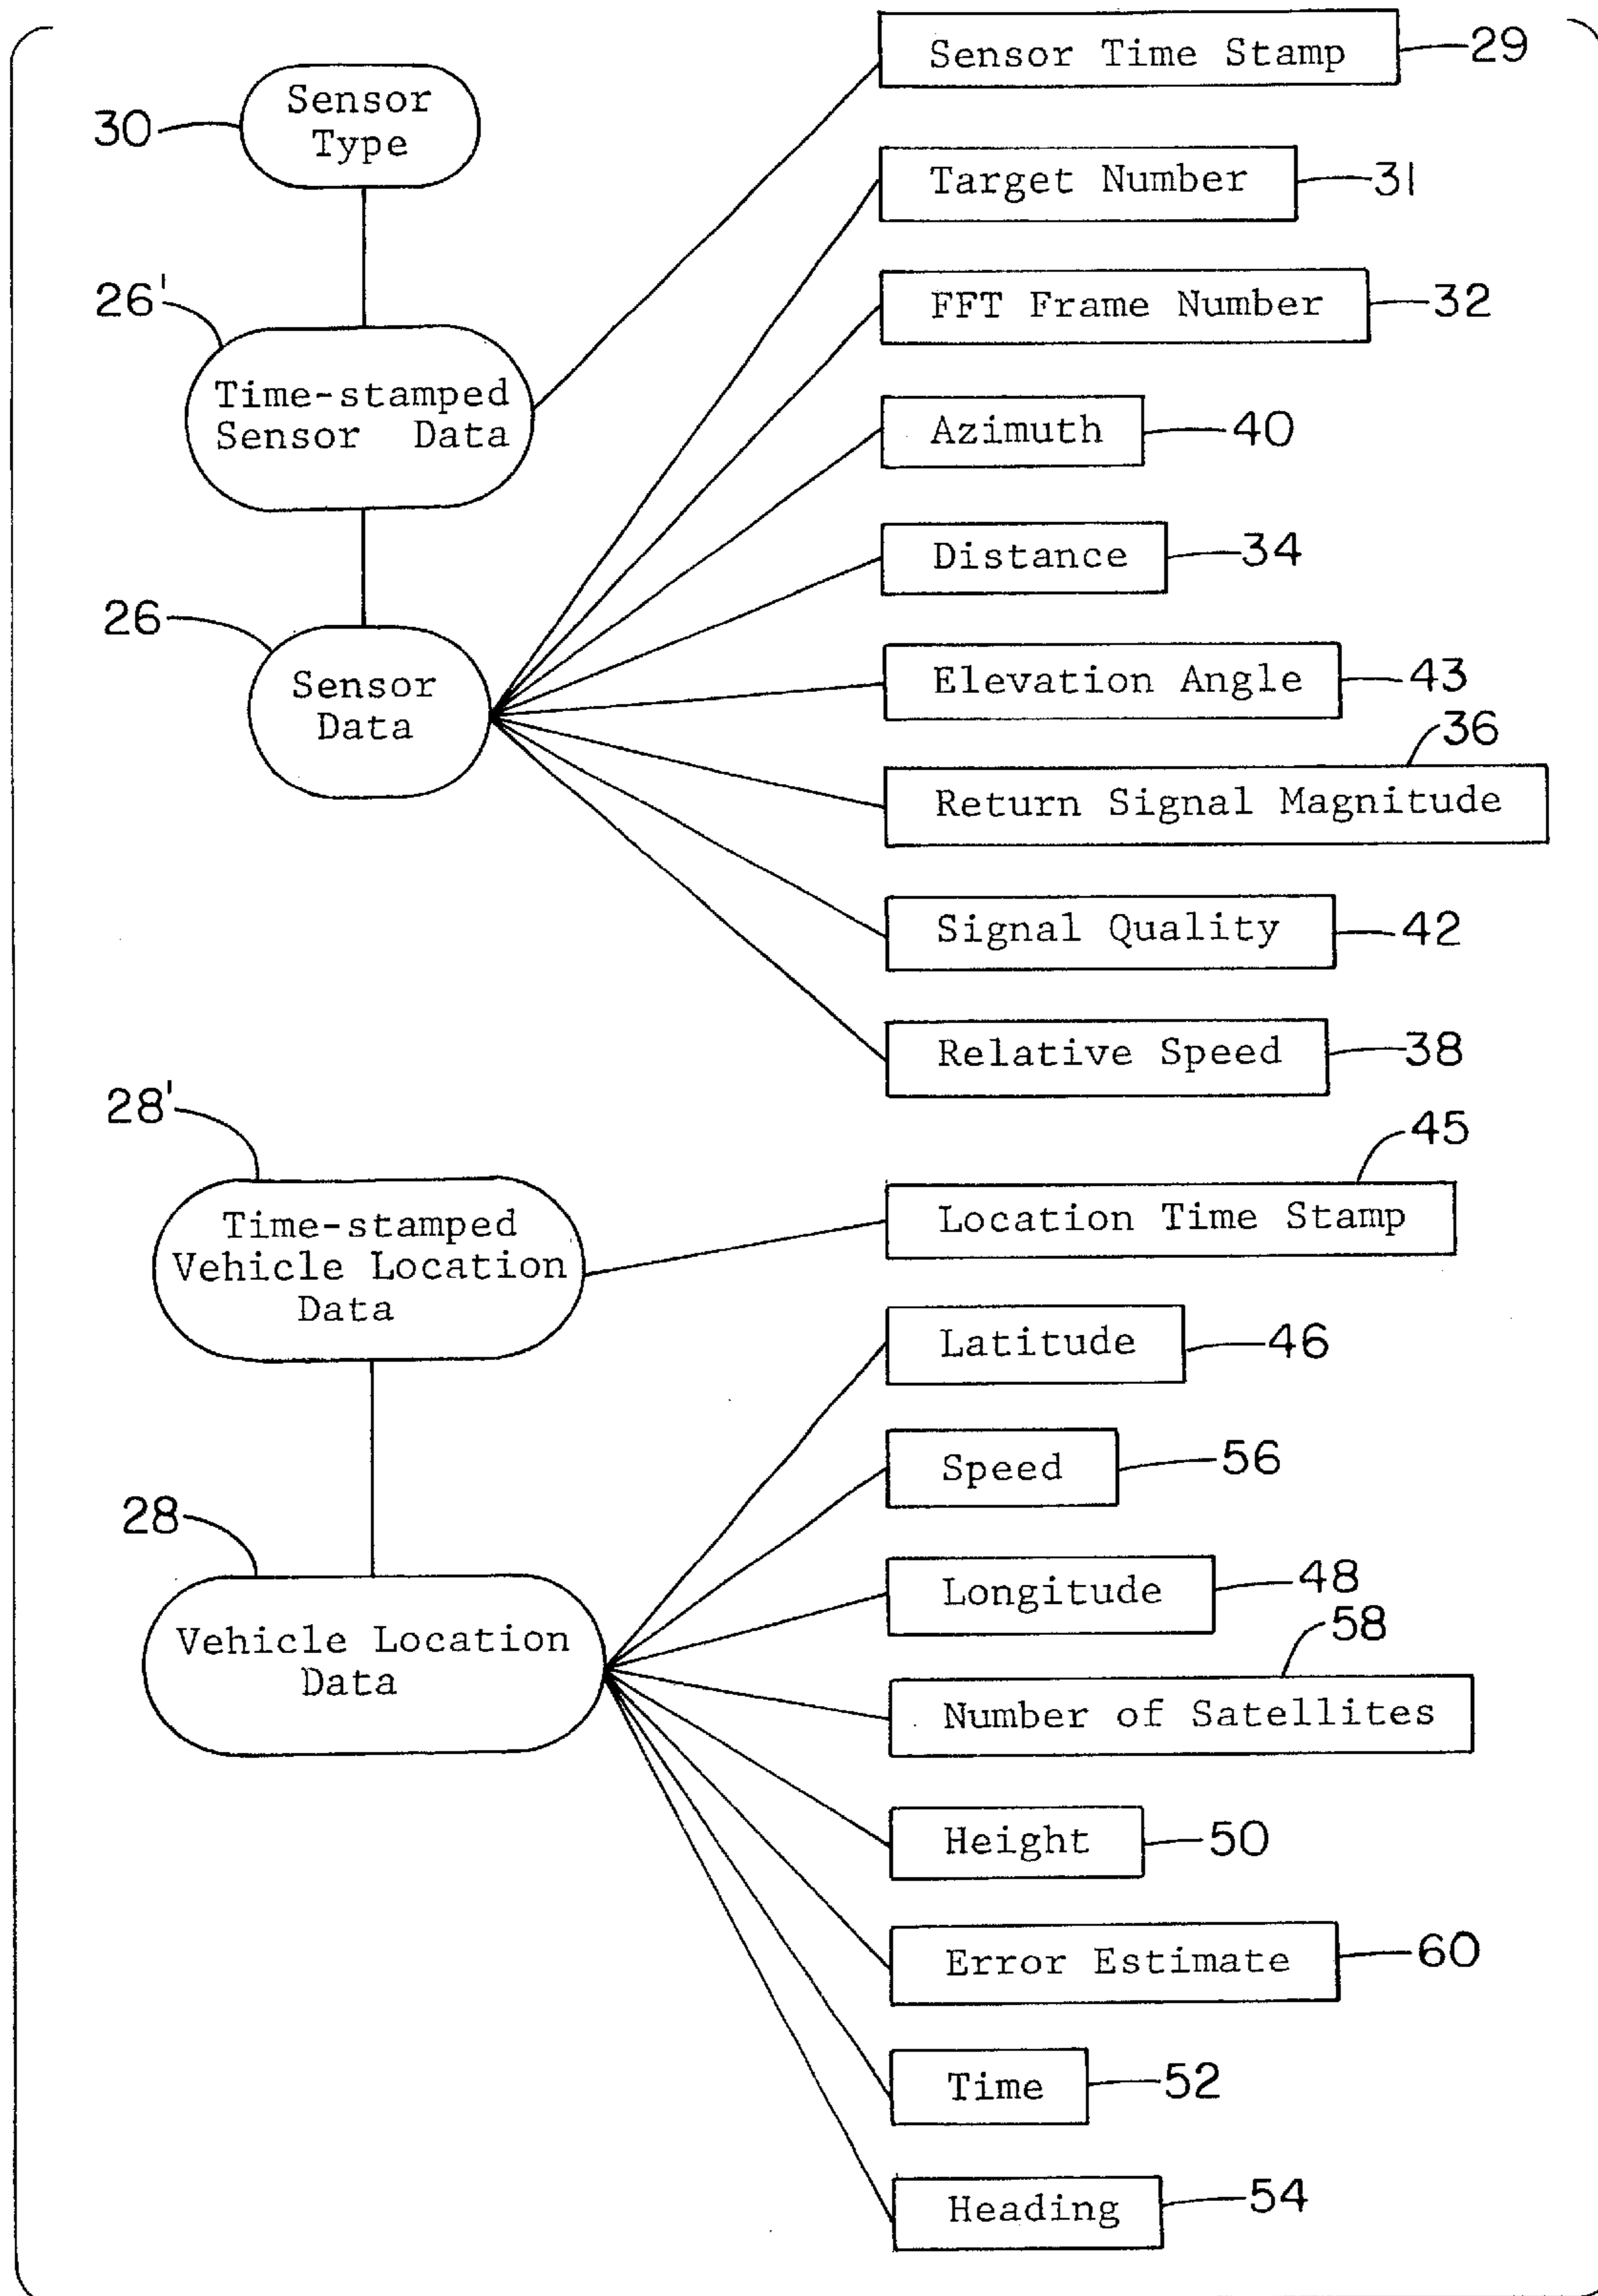 Sensor Time Stamp
29
30
Sensor
Type
Target Number
31
26'
FFT Frame Number
32
Time-stamped
Sensor Data
Azimuth
40
Distance
34
26
Sensor
Data
Elevation Angle
43
36
Return Signal Magnitude
Signal Quality
42
Relative Speed
38
28'
45
Time-stamped
Vehicle Location
Data
Location Time Stamp
Latitude
46
Speed
56
28
Longitude
48
58
Vehicle Location
Data
Number of Satellites
Height
50
Error Estimate
60
Time
52
Heading
54